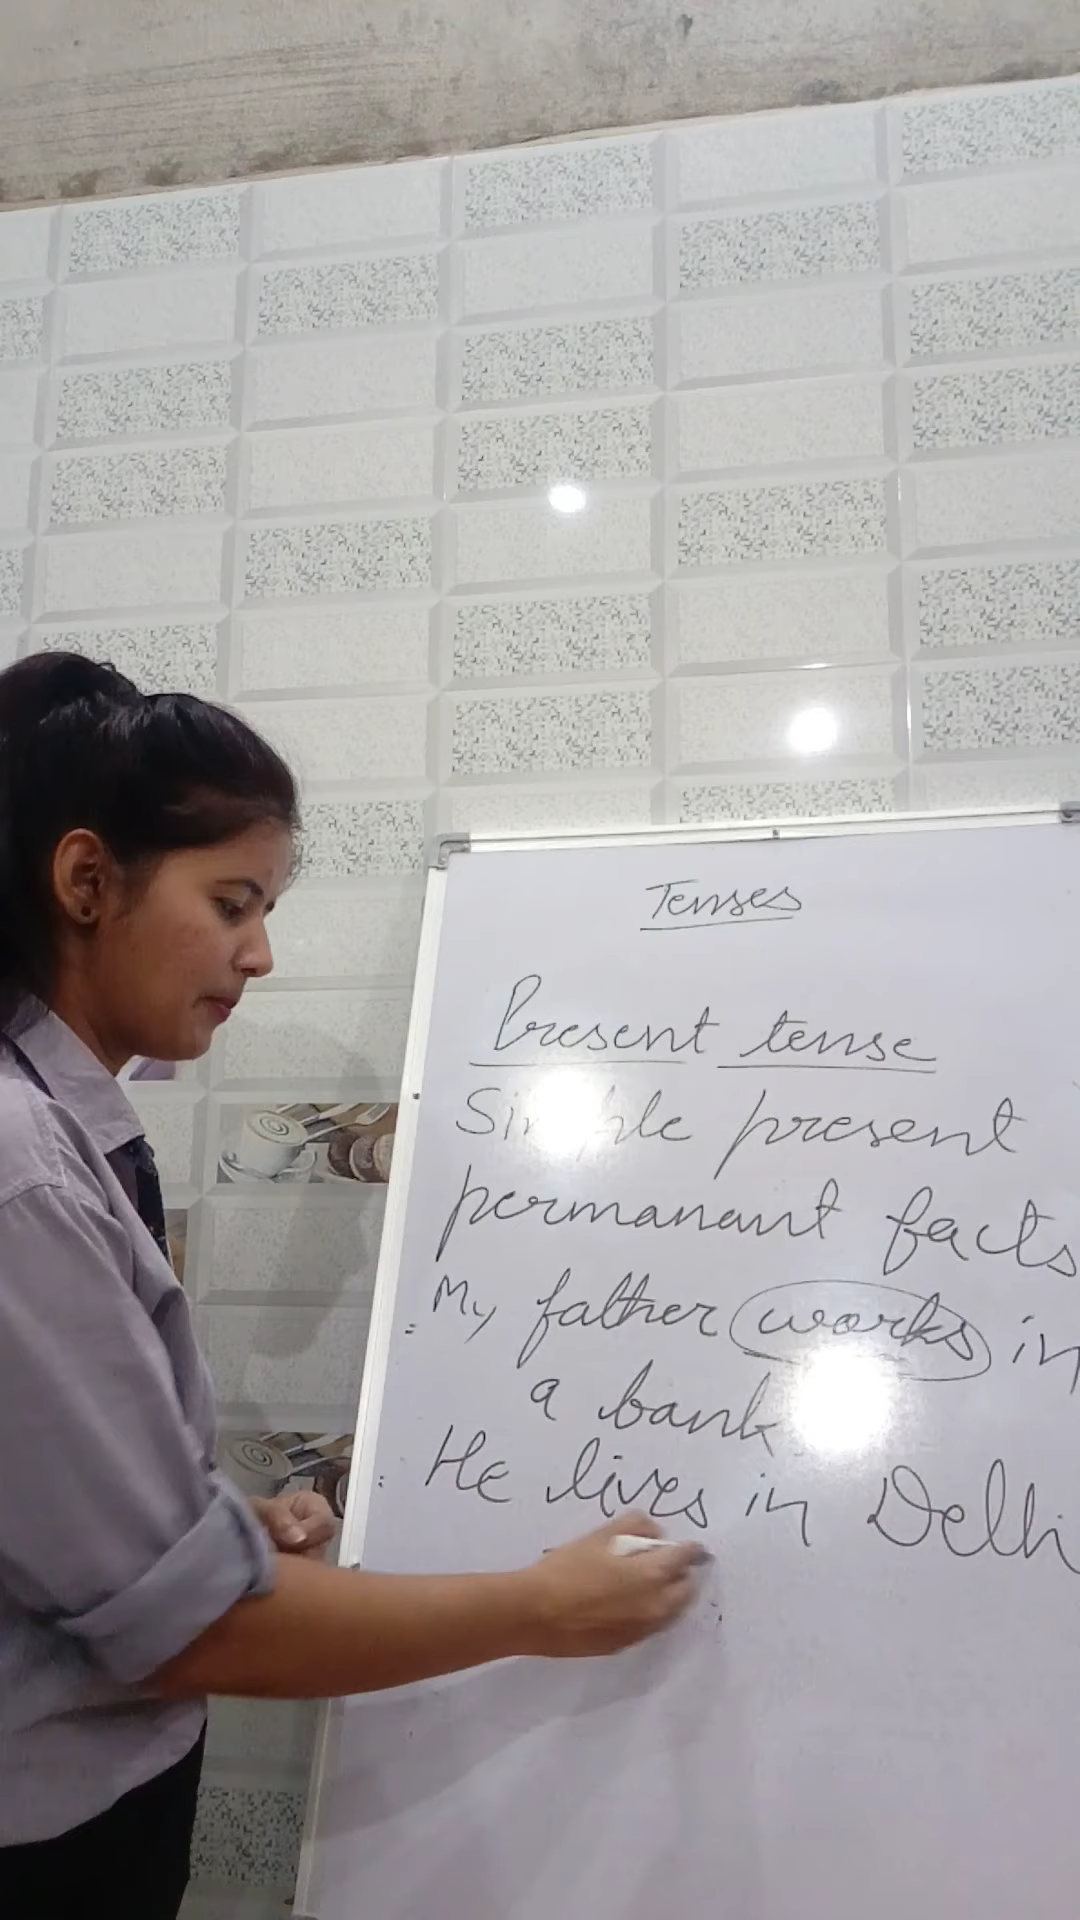 Tenses
Present tense
Simple present
permanant facts
My father works in
a bank
He lives in Delhi